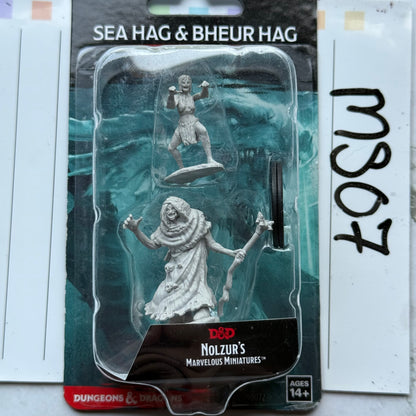 SEA HAG & BHEUR HAG
MS07
D&D
NOLZUR'S
MARVELOUS MINIATURES™
DUNGEONS & DRAGONS
AGES
14+